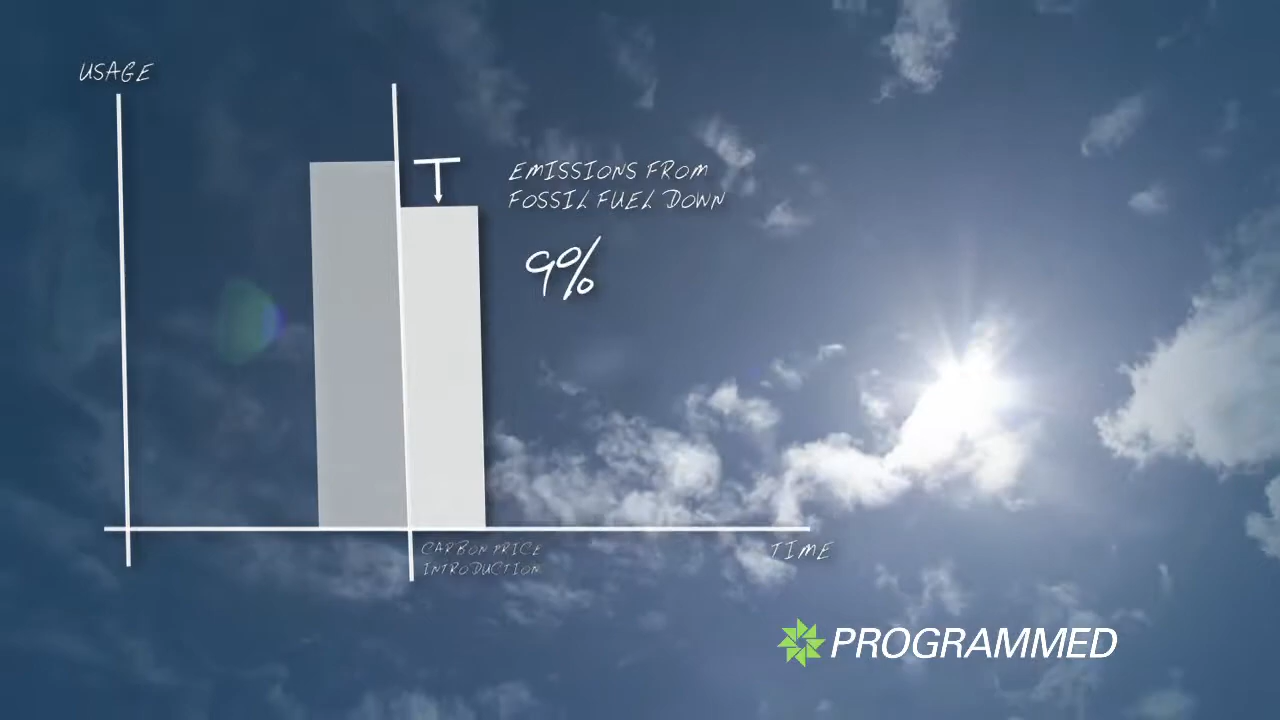 USAGE
EMISSIONS FROM
FOSSIL FUEL DOWN
9%
CARBON PRICE
INTRODUCTION
TIME
PROGRAMMED